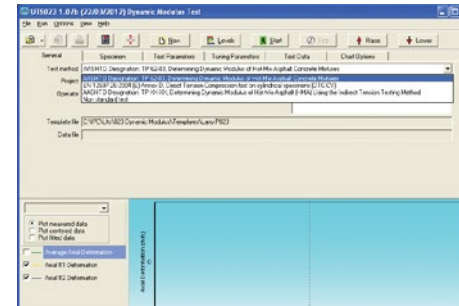 UTS023 1.07b (22/03/2012) Dynamic Modulus Test
File Run Options View Help
New Levels Start Stop Raise Lower
General Specimen Test Parameters Tuning Parameters Test Data Chart Options
Test method AASHTO Designation: TP 62-03, Determining Dynamic Modulus of Hot-Mix Asphalt Concrete Mixtures
AASHTO Designation: TP 62-03, Determining Dynamic Modulus of Hot-Mix Asphalt Concrete Mixtures
EN 12697-26:2004 (E) Annex D, Direct Tension-Compression test on cylindrical specimens (DTC-CY)
Project AASHTO Designation: TP XX-XX, Determining Dynamic Modulus of Hot-Mix Asphalt (HMA) Using the Indirect Tension Testing Method
Operator Non standard test
Template file
Data file
Plot measured data
Plot centered data
Plot fitted data
Average Axial Deformation
Axial #1 Deformation
Axial #2 Deformation
Axial Deformation (mm)